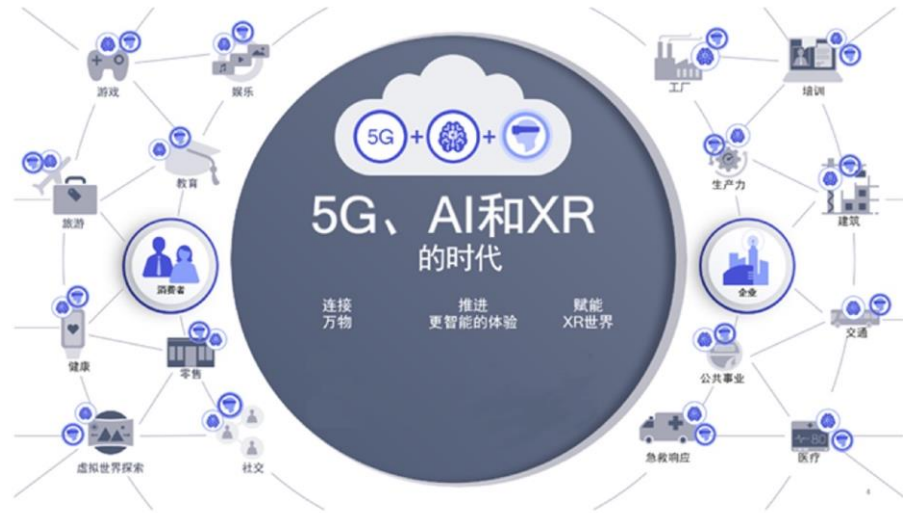 游戏
娱乐
教育
旅游
消费者
健康
零售
虚拟世界探索
社交
5G + +
5G、AI和XR
的时代
连接
万物
推进
更智能的体验
赋能
XR世界
工厂
培训
生产力
建筑
企业
交通
公共事业
急救响应
医疗
80